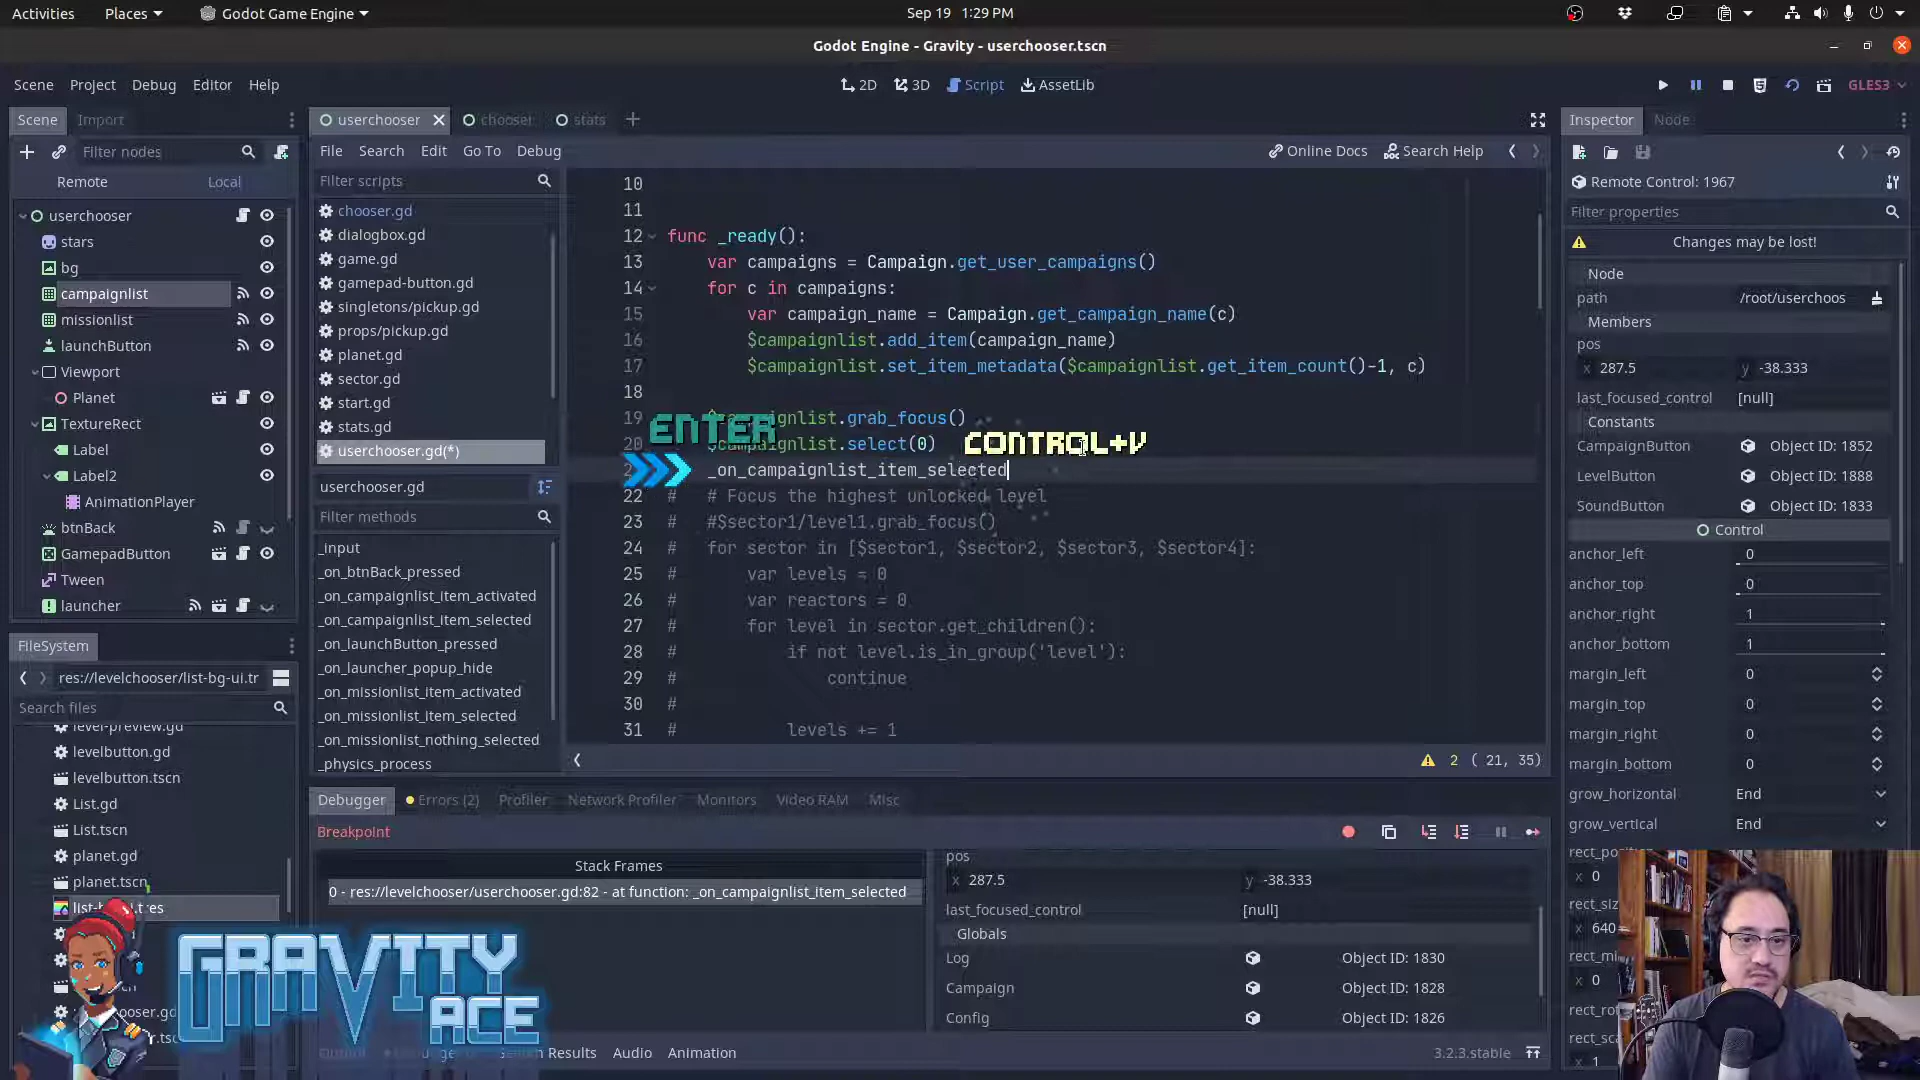 Activities
Places
Godot Game Engine
Sep 19 1:29 PM
Godot Engine - Gravity - userchooser.tscn
Scene Project Debug Editor Help
2D 3D Script AssetLib
GLES3
Scene Import
Filter nodes
Remote Local
userchooser
stars
bg
campaignlist
missionlist
launchButton
Viewport
Planet
TextureRect
Label
Label2
AnimationPlayer
btnBack
GamepadButton
Tween
launcher
FileSystem
res://levelchooser/list-bg-ui.tr
Search files
level-preview.gd
levelbutton.gd
levelbutton.tscn
List.gd
List.tscn
planet.gd
planet.tscn
userchooser chooser stats
File Search Edit Go To Debug
Online Docs Search Help
Filter scripts
chooser.gd
dialogbox.gd
game.gd
gamepad-button.gd
singletons/pickup.gd
props/pickup.gd
planet.gd
sector.gd
start.gd
stats.gd
userchooser.gd(*)
userchooser.gd
Filter methods
_input
_on_btnBack_pressed
_on_campaignlist_item_activated
_on_campaignlist_item_selected
_on_launchButton_pressed
_on_launcher_popup_hide
_on_missionlist_item_activated
_on_missionlist_item_selected
_on_missionlist_nothing_selected
_physics_process
10
11
12 func _ready():
13 var campaigns = Campaign.get_user_campaigns()
14 for c in campaigns:
15 var campaign_name = Campaign.get_campaign_name(c)
16 $campaignlist.add_item(campaign_name)
17 $campaignlist.set_item_metadata($campaignlist.get_item_count()-1, c)
18
19 $campaignlist.grab_focus()
20 $campaignlist.select(0)
_on_campaignlist_item_selected
22 # # Focus the highest unlocked level
23 # #$sector1/level1.grab_focus()
24 # for sector in [$sector1, $sector2, $sector3, $sector4]:
25 # var levels = 0
26 # var reactors = 0
27 # for level in sector.get_children():
28 # if not level.is_in_group('level'):
29 # continue
30 #
31 # levels += 1
ENTER
CONTROL+V
2 ( 21, 35)
Debugger Errors (2) Profiler Network Profiler Monitors Video RAM Misc
Breakpoint
Stack Frames
0 - res://levelchooser/userchooser.gd:82 - at function: _on_campaignlist_item_selected
pos
x 287.5 y -38.333
last_focused_control [null]
Globals
Log Object ID: 1830
Campaign Object ID: 1828
Config Object ID: 1826
Audio Animation
3.2.3.stable
Inspector Node
Remote Control: 1967
Filter properties
Changes may be lost!
Node
path /root/userchoos
Members
pos
x 287.5 y -38.333
last_focused_control [null]
Constants
CampaignButton Object ID: 1852
LevelButton Object ID: 1888
SoundButton Object ID: 1833
Control
anchor_left 0
anchor_top 0
anchor_right 1
anchor_bottom 1
margin_left 0
margin_top 0
margin_right 0
margin_bottom 0
grow_horizontal End
grow_vertical End
x 0
x 640
x 0
x 1
GRAVITY
ACE